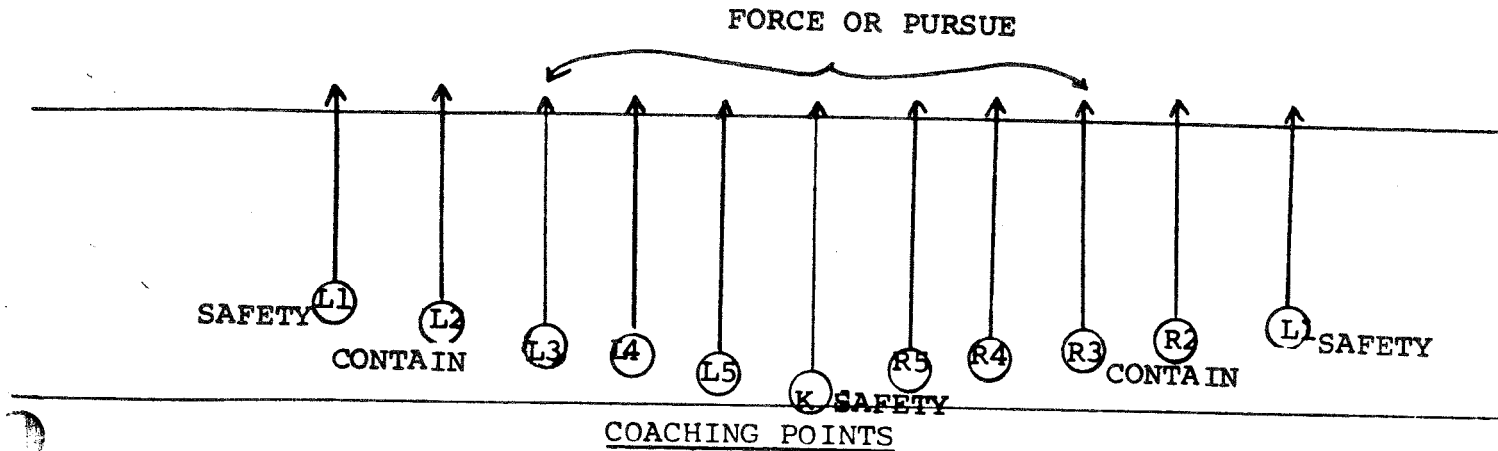 FORCE OR PURSUE
SAFETY L1
L2
CONTAIN
L3
L4
L5
K SAFETY
R5
R4
R3
R2
CONTAIN
L1 SAFETY
COACHING POINTS